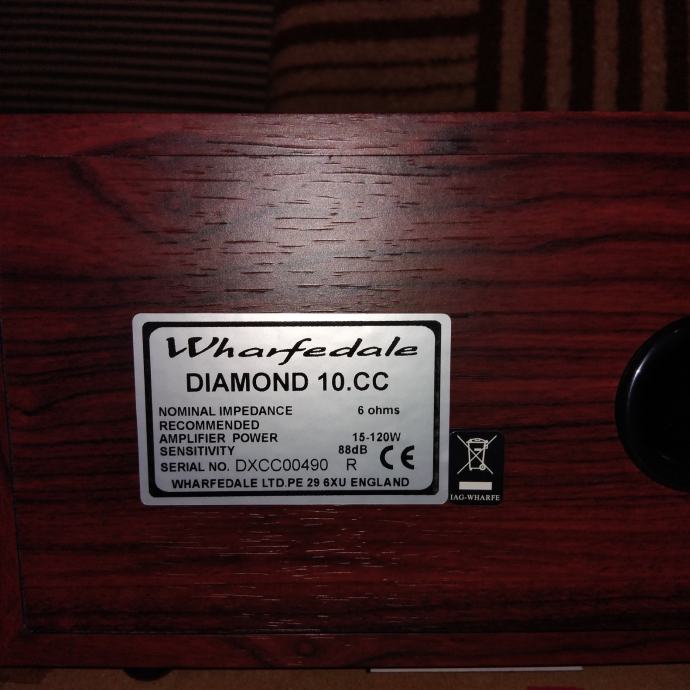 Wharfedale
DIAMOND 10.CC
NOMINAL IMPEDANCE 6 ohms
RECOMMENDED
AMPLIFIER POWER 15-120W
SENSITIVITY 88dB
SERIAL NO. DXCC00490 R CE
WHARFEDALE LTD.PE 29 6XU ENGLAND
IAG-WHARFE